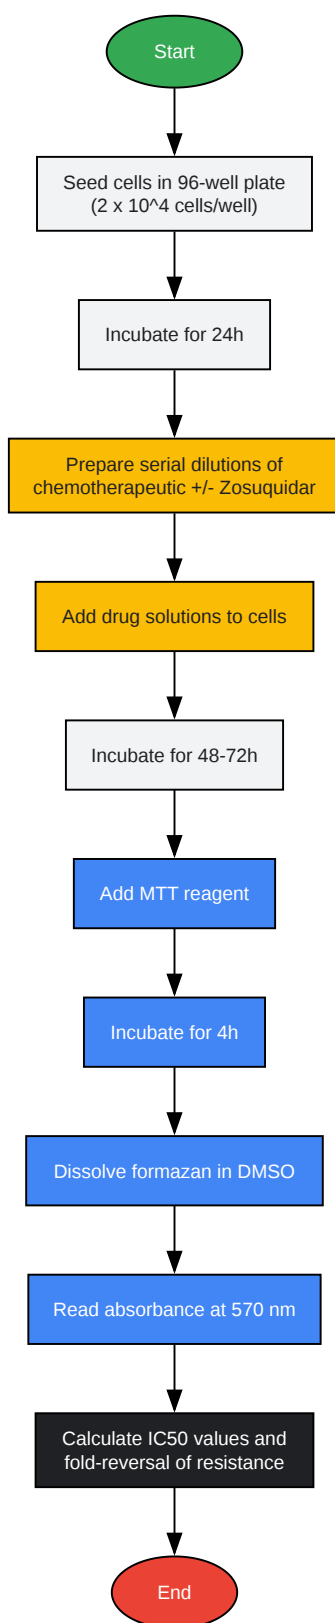 Start
Seed cells in 96-well plate
(2 x 10^4 cells/well)
Incubate for 24h
Prepare serial dilutions of
chemotherapeutic +/- Zosuquidar
Add drug solutions to cells
Incubate for 48-72h
Add MTT reagent
Incubate for 4h
Dissolve formazan in DMSO
Read absorbance at 570 nm
Calculate IC50 values and
fold-reversal of resistance
End